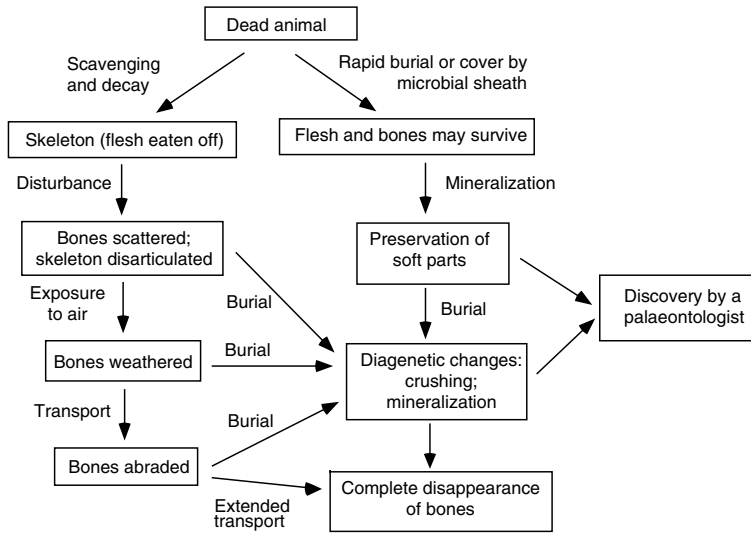 Dead animal
Scavenging
and decay
Rapid burial or cover by
microbial sheath
Skeleton (flesh eaten off)
Flesh and bones may survive
Disturbance
Mineralization
Bones scattered;
skeleton disarticulated
Preservation of
soft parts
Exposure
to air
Burial
Burial
Discovery by a
palaeontologist
Bones weathered
Burial
Diagenetic changes:
crushing;
mineralization
Transport
Burial
Bones abraded
Extended
transport
Complete disappearance
of bones